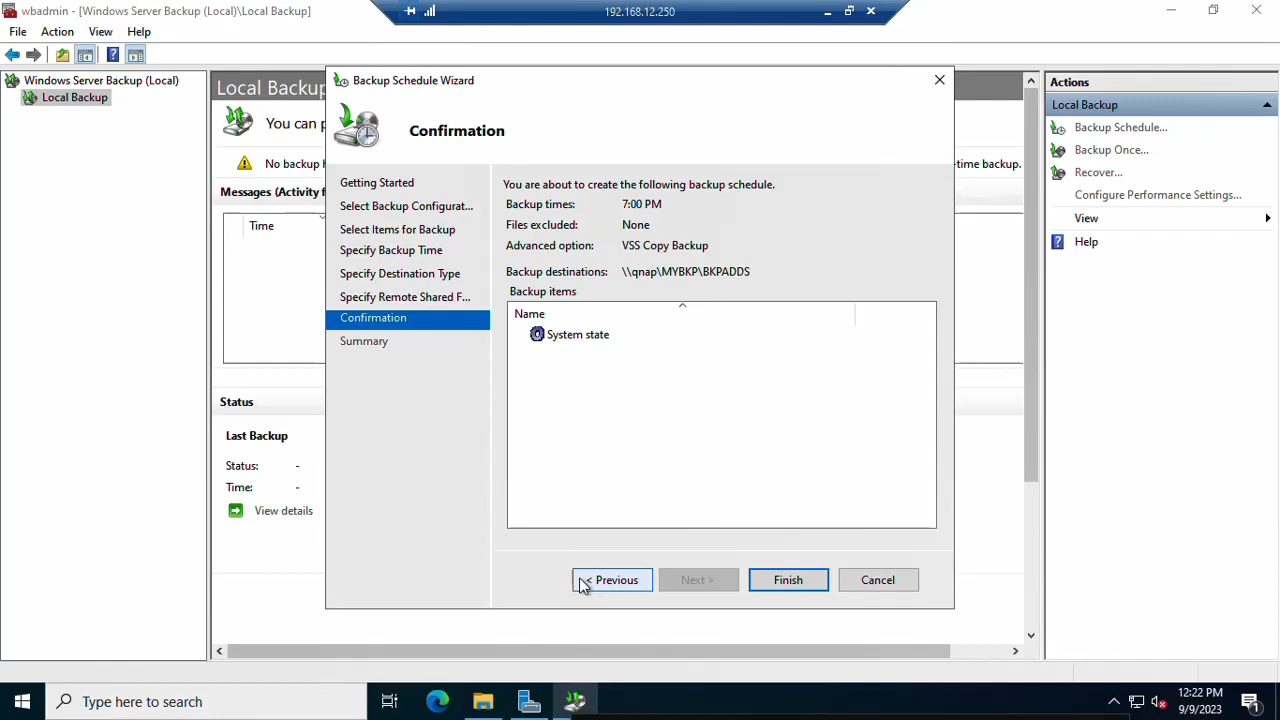 wbadmin - [Windows Server Backup (Local)\Local Backup]
192.168.12.250
File Action View Help
Windows Server Backup (Local)
Local Backup
Local Backup
You can p
No backup h
-time backup.
Messages (Activity f
Time
Status
Last Backup
Status: -
Time: -
View details
Backup Schedule Wizard
Confirmation
Getting Started
Select Backup Configurat...
Select Items for Backup
Specify Backup Time
Specify Destination Type
Specify Remote Shared F...
Confirmation
Summary
You are about to create the following backup schedule.
Backup times: 7:00 PM
Files excluded: None
Advanced option: VSS Copy Backup
Backup destinations: \\qnap\MYBKP\BKPADDS
Backup items
Name
System state
< Previous
Next >
Finish
Cancel
Actions
Local Backup
Backup Schedule...
Backup Once...
Recover...
Configure Performance Settings...
View
Help
Type here to search
12:22 PM
9/9/2023
1